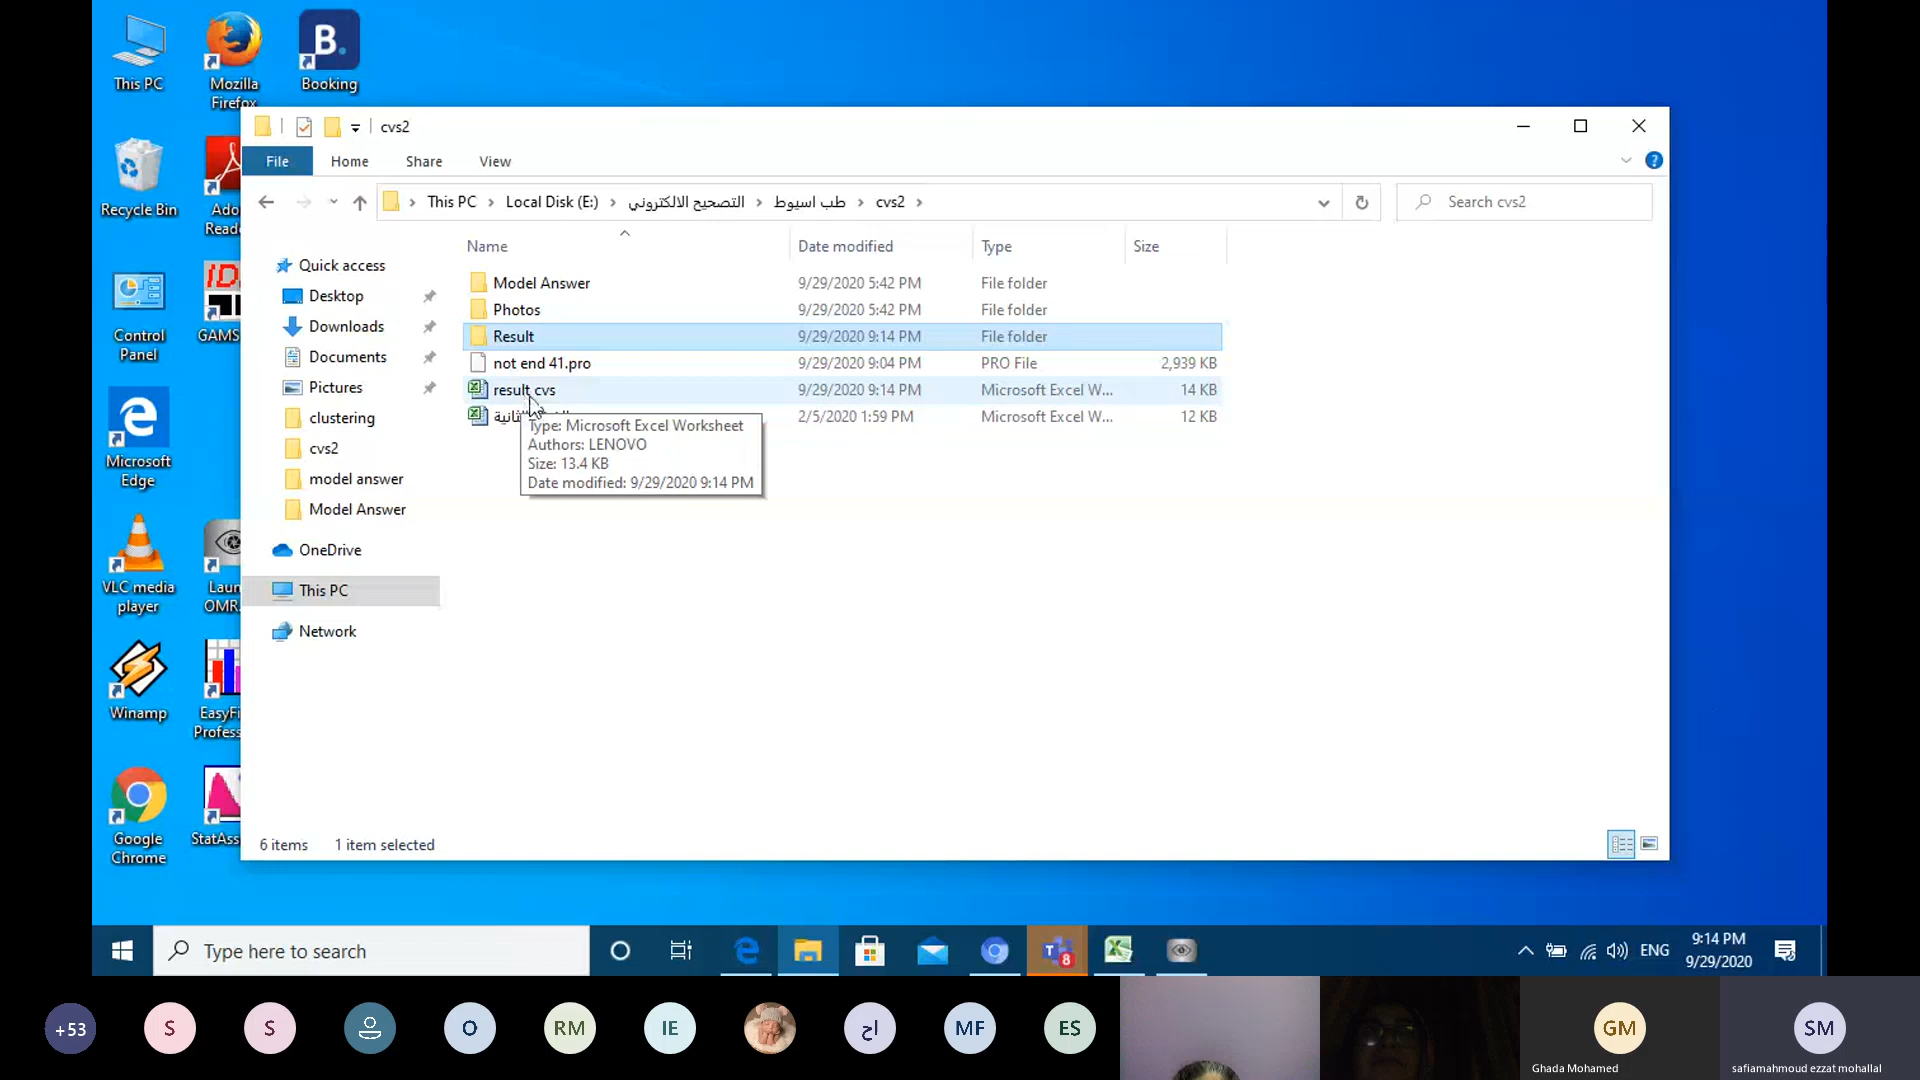 This PC
Mozilla
Firefox
Booking
Recycle Bin
Ado
Reade
Control
Panel
GAMS
Microsoft
Edge
VLC media
player
Laun
OMR.
Winamp
EasyFi
Profess
Google
Chrome
StatAss
cvs2
File
Home
Share
View
This PC > Local Disk (E:) > التصحيح الالكتروني > طب اسيوط > cvs2 >
Search cvs2
Quick access
Desktop
Downloads
Documents
Pictures
clustering
cvs2
model answer
Model Answer
OneDrive
This PC
Network
Name Date modified Type Size
Model Answer 9/29/2020 5:42 PM File folder
Photos 9/29/2020 5:42 PM File folder
Result 9/29/2020 9:14 PM File folder
not end 41.pro 9/29/2020 9:04 PM PRO File 2,939 KB
result cvs 9/29/2020 9:14 PM Microsoft Excel W... 14 KB
2/5/2020 1:59 PM Microsoft Excel W... 12 KB
Type: Microsoft Excel Worksheet
Authors: LENOVO
Size: 13.4 KB
Date modified: 9/29/2020 9:14 PM
6 items 1 item selected
Type here to search
8
ENG
9:14 PM
9/29/2020
+53
S
S
O
RM
IE
اح
MF
ES
GM
Ghada Mohamed
SM
safiamahmoud ezzat mohallal